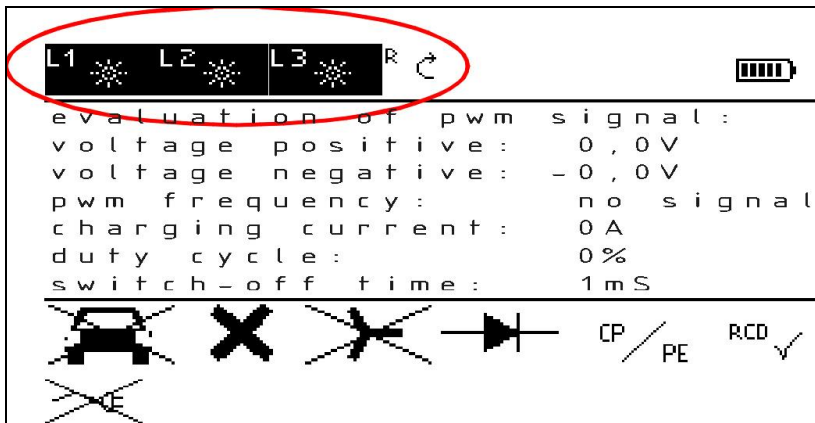 L1 L2 L3 R
evaluation of pwm signal:
voltage positive: 0,0V
voltage negative: -0,0V
pwm frequency: no signal
charging current: 0A
duty cycle: 0%
switch-off time: 1mS
CP/PE RCD